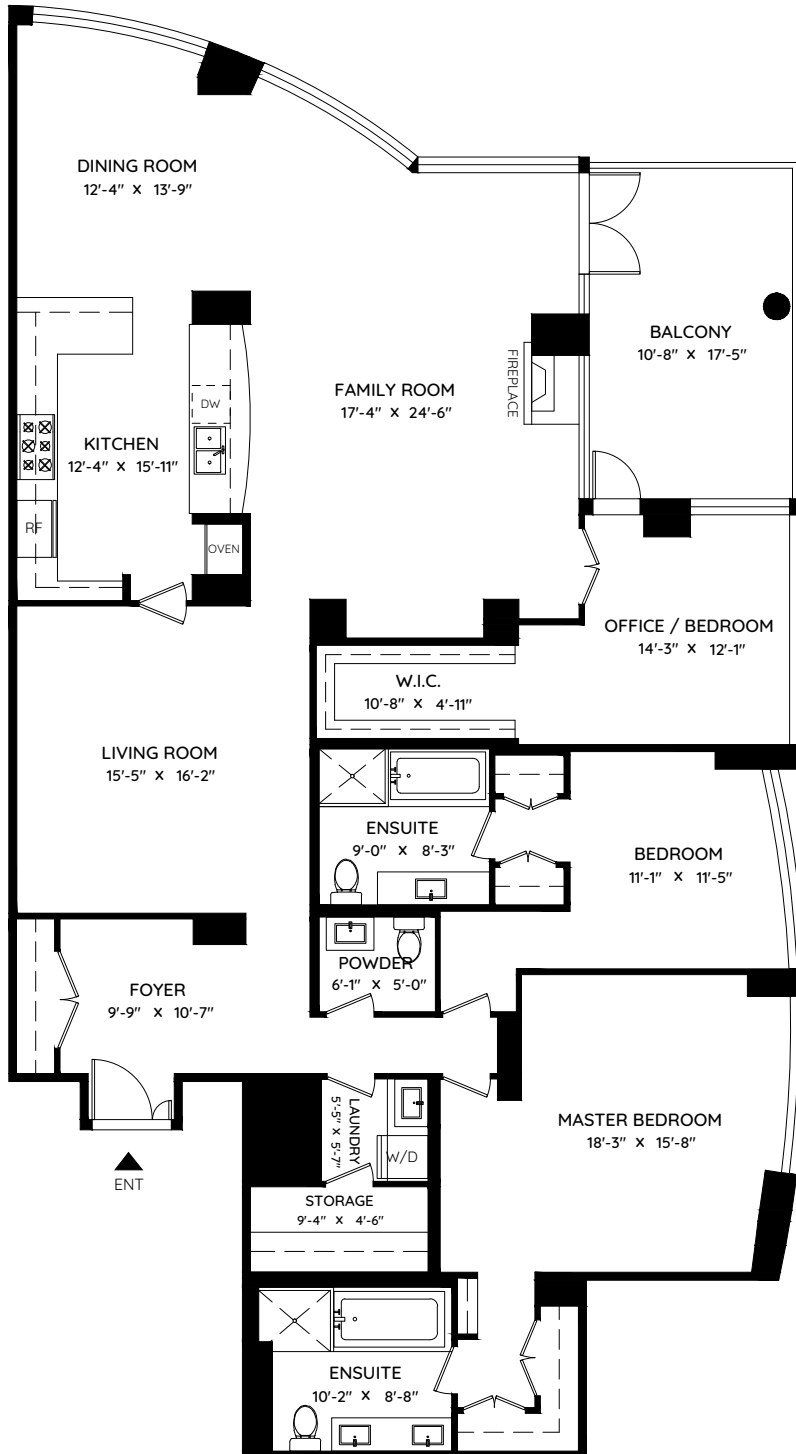 DINING ROOM
12'-4" X 13'-9"
BALCONY
10'-8" X 17'-5"
FIREPLACE
FAMILY ROOM
17'-4" X 24'-6"
DW
KITCHEN
12'-4" X 15'-11"
RF
OVEN
OFFICE / BEDROOM
14'-3" X 12'-1"
W.I.C.
10'-8" X 4'-11"
LIVING ROOM
15'-5" X 16'-2"
ENSUITE
9'-0" X 8'-3"
BEDROOM
11'-1" X 11'-5"
POWDER
6'-1" X 5'-0"
FOYER
9'-9" X 10'-7"
LAUNDRY
5'-5" X 5'-7"
W/D
MASTER BEDROOM
18'-3" X 15'-8"
ENT
STORAGE
9'-4" X 4'-6"
ENSUITE
10'-2" X 8'-8"